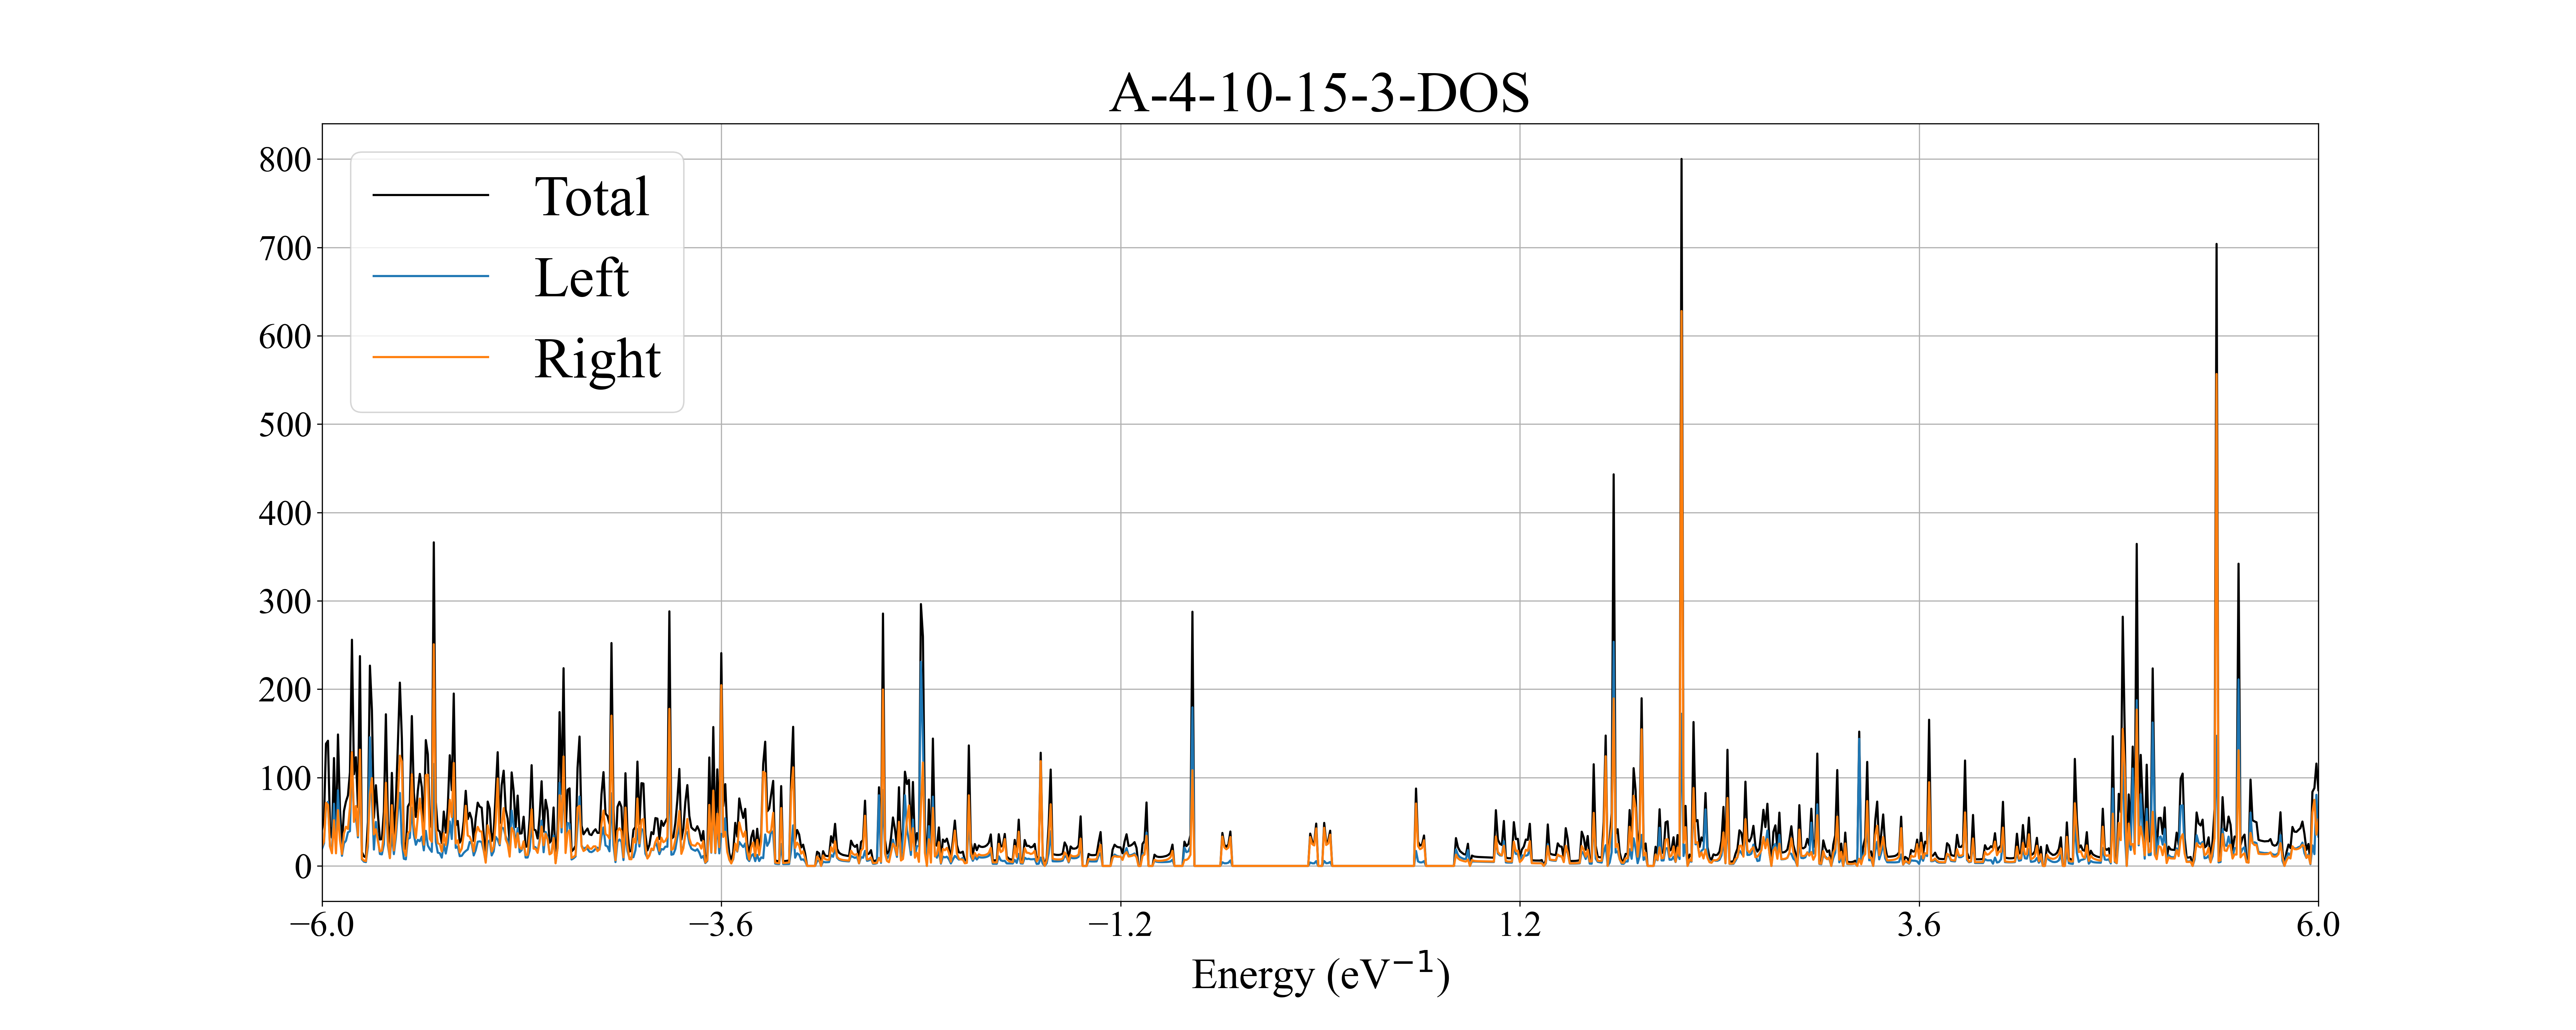 A-4-10-15-3-DOS
Total
Left
Right
800
700
600
500
400
300
200
100
0
−6.0 −3.6 −1.2 1.2 3.6 6.0
Energy (eV⁻¹)